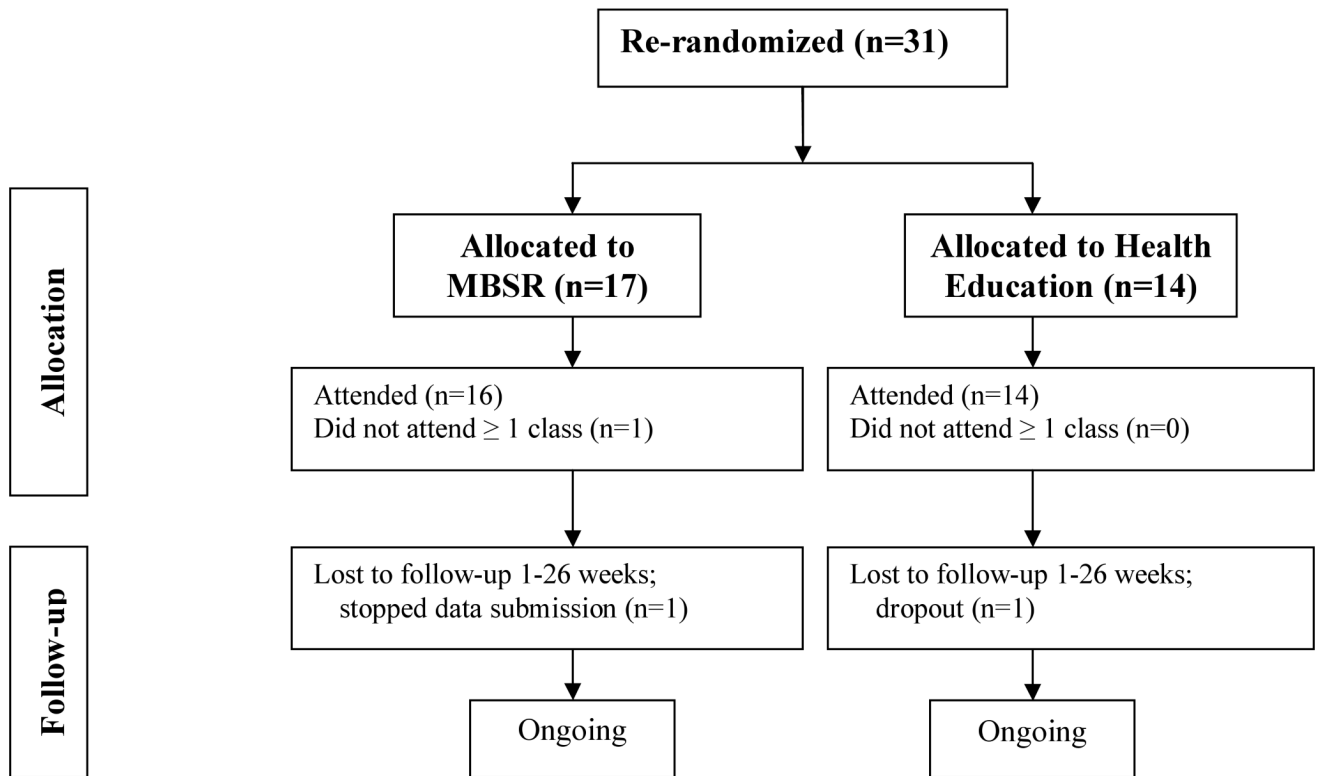 Re-randomized (n=31)
Allocation
Allocated to
MBSR (n=17)
Allocated to Health
Education (n=14)
Attended (n=16)
Did not attend ≥ 1 class (n=1)
Attended (n=14)
Did not attend ≥ 1 class (n=0)
Follow-up
Lost to follow-up 1-26 weeks;
stopped data submission (n=1)
Lost to follow-up 1-26 weeks;
dropout (n=1)
Ongoing
Ongoing